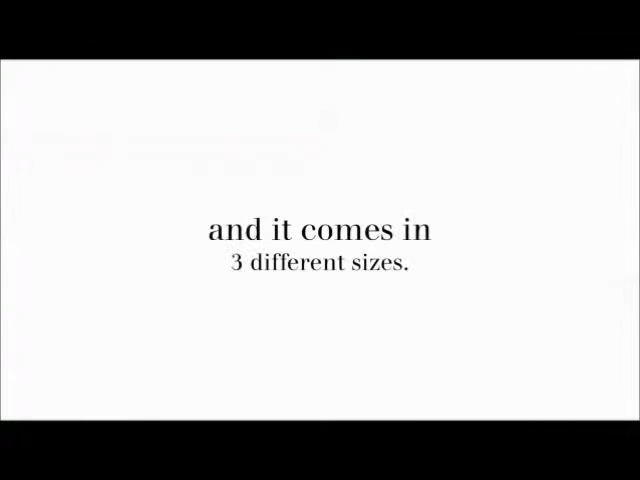 and it comes in
3 different sizes.